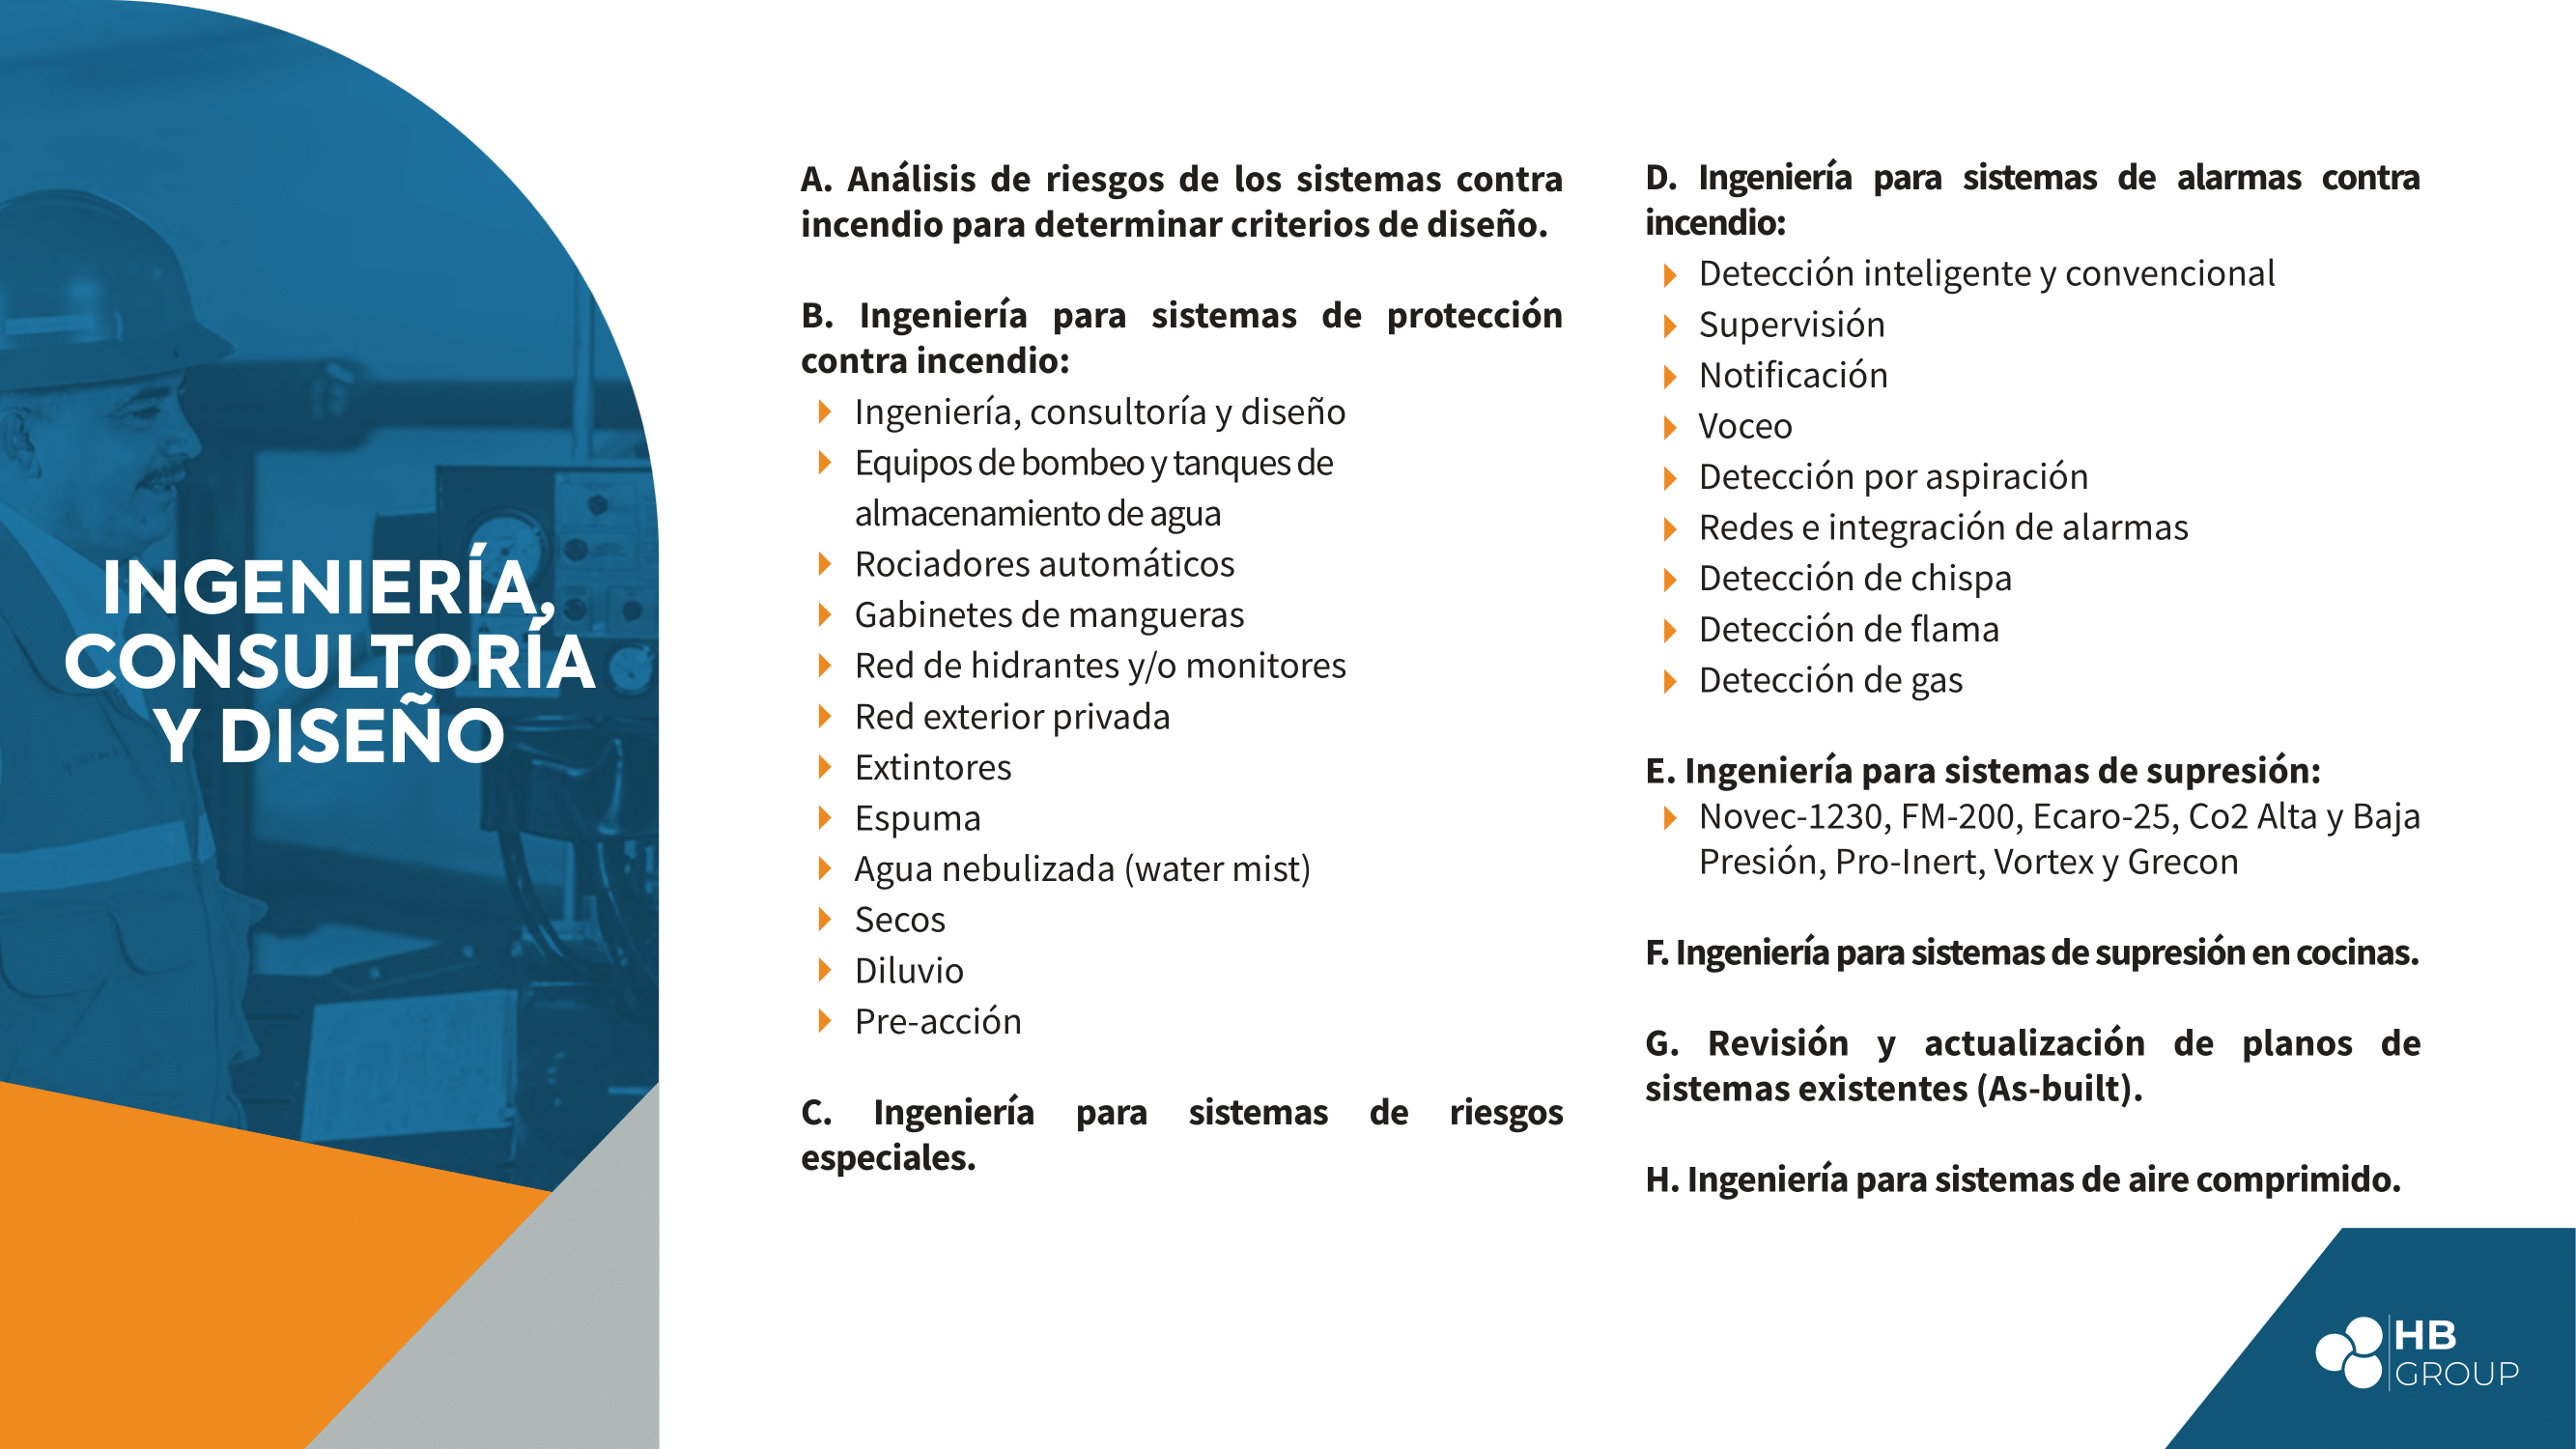 INGENIERÍA,
CONSULTORÍA
Y DISEÑO
A. Análisis de riesgos de los sistemas contra
incendio para determinar criterios de diseño.
B. Ingeniería para sistemas de protección
contra incendio:
Ingeniería, consultoría y diseño
Equipos de bombeo y tanques de
almacenamiento de agua
Rociadores automáticos
Gabinetes de mangueras
Red de hidrantes y/o monitores
Red exterior privada
Extintores
Espuma
Agua nebulizada (water mist)
Secos
Diluvio
Pre-acción
C. Ingeniería para sistemas de riesgos
especiales.
D. Ingeniería para sistemas de alarmas contra
incendio:
Detección inteligente y convencional
Supervisión
Notificación
Voceo
Detección por aspiración
Redes e integración de alarmas
Detección de chispa
Detección de flama
Detección de gas
E. Ingeniería para sistemas de supresión:
Novec-1230, FM-200, Ecaro-25, Co2 Alta y Baja
Presión, Pro-Inert, Vortex y Grecon
F. Ingeniería para sistemas de supresión en cocinas.
G. Revisión y actualización de planos de
sistemas existentes (As-built).
H. Ingeniería para sistemas de aire comprimido.
HB
GROUP